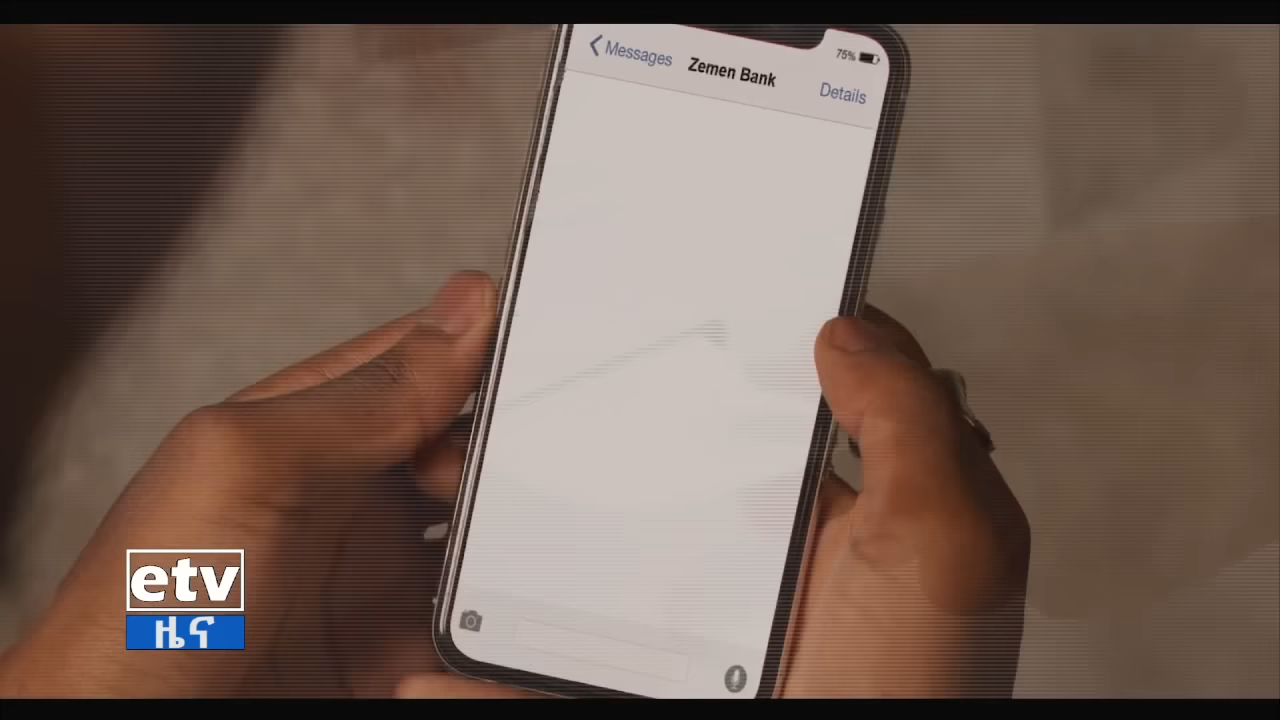 75%
Messages
Zemen Bank
Details
etv
ዜና